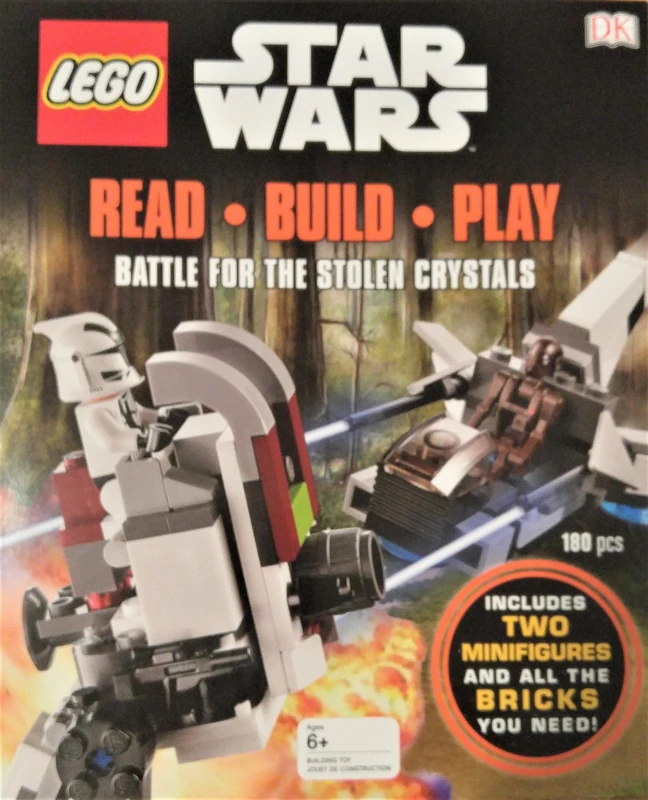 LEGO
STAR
WARS
DK
READ • BUILD • PLAY
BATTLE FOR THE STOLEN CRYSTALS
180 pcs
INCLUDES
TWO
MINIFIGURES
AND ALL THE
BRICKS
YOU NEED!
Ages
6+
BUILDING TOY
JOUET DE CONSTRUCTION